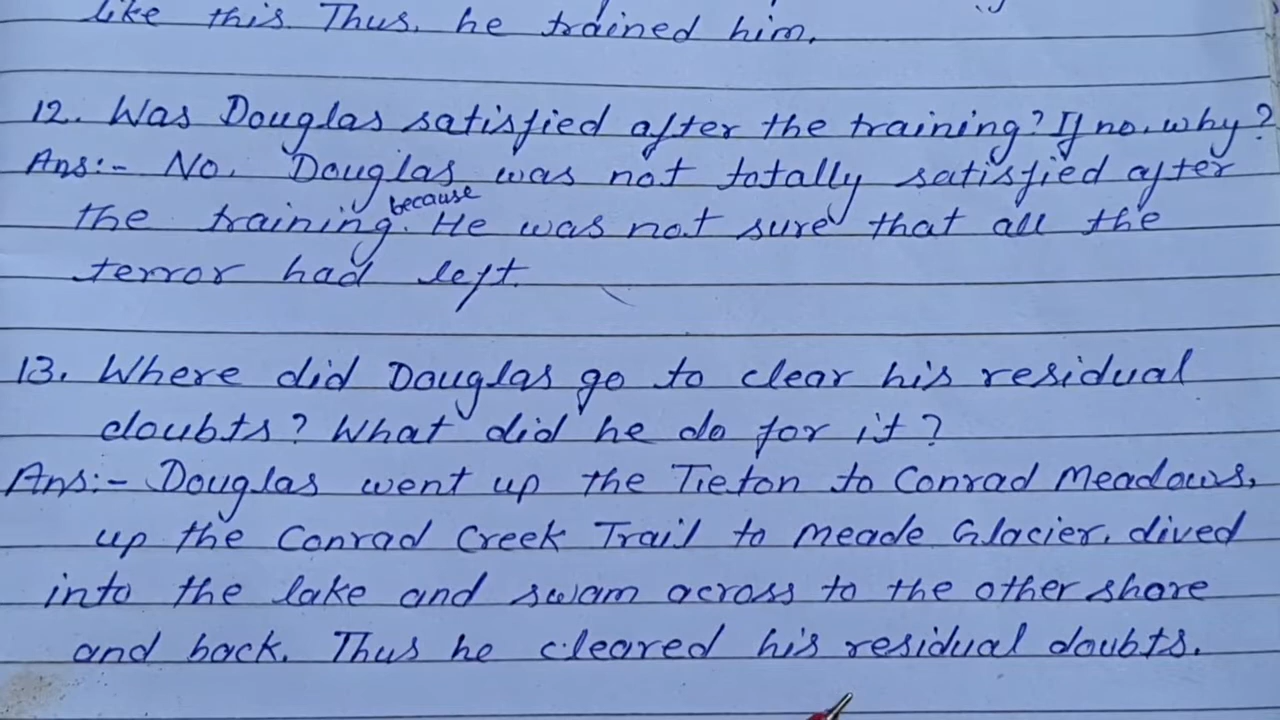 like this Thus, he trained him.
12. Was Douglas satisfied after the training? If no, why?
Ans:- No, Douglas was not totally satisfied after
because
the training. He was not sure that all the
terror had left.
13. Where did Douglas go to clear his residual
doubts? What did he do for it?
Ans:- Douglas went up the Tieton to Conrad Meadows,
up the Conrad Creek Trail to Meade Glacier, dived
into the lake and swam across to the other shore
and back. Thus he cleared his residual doubts.